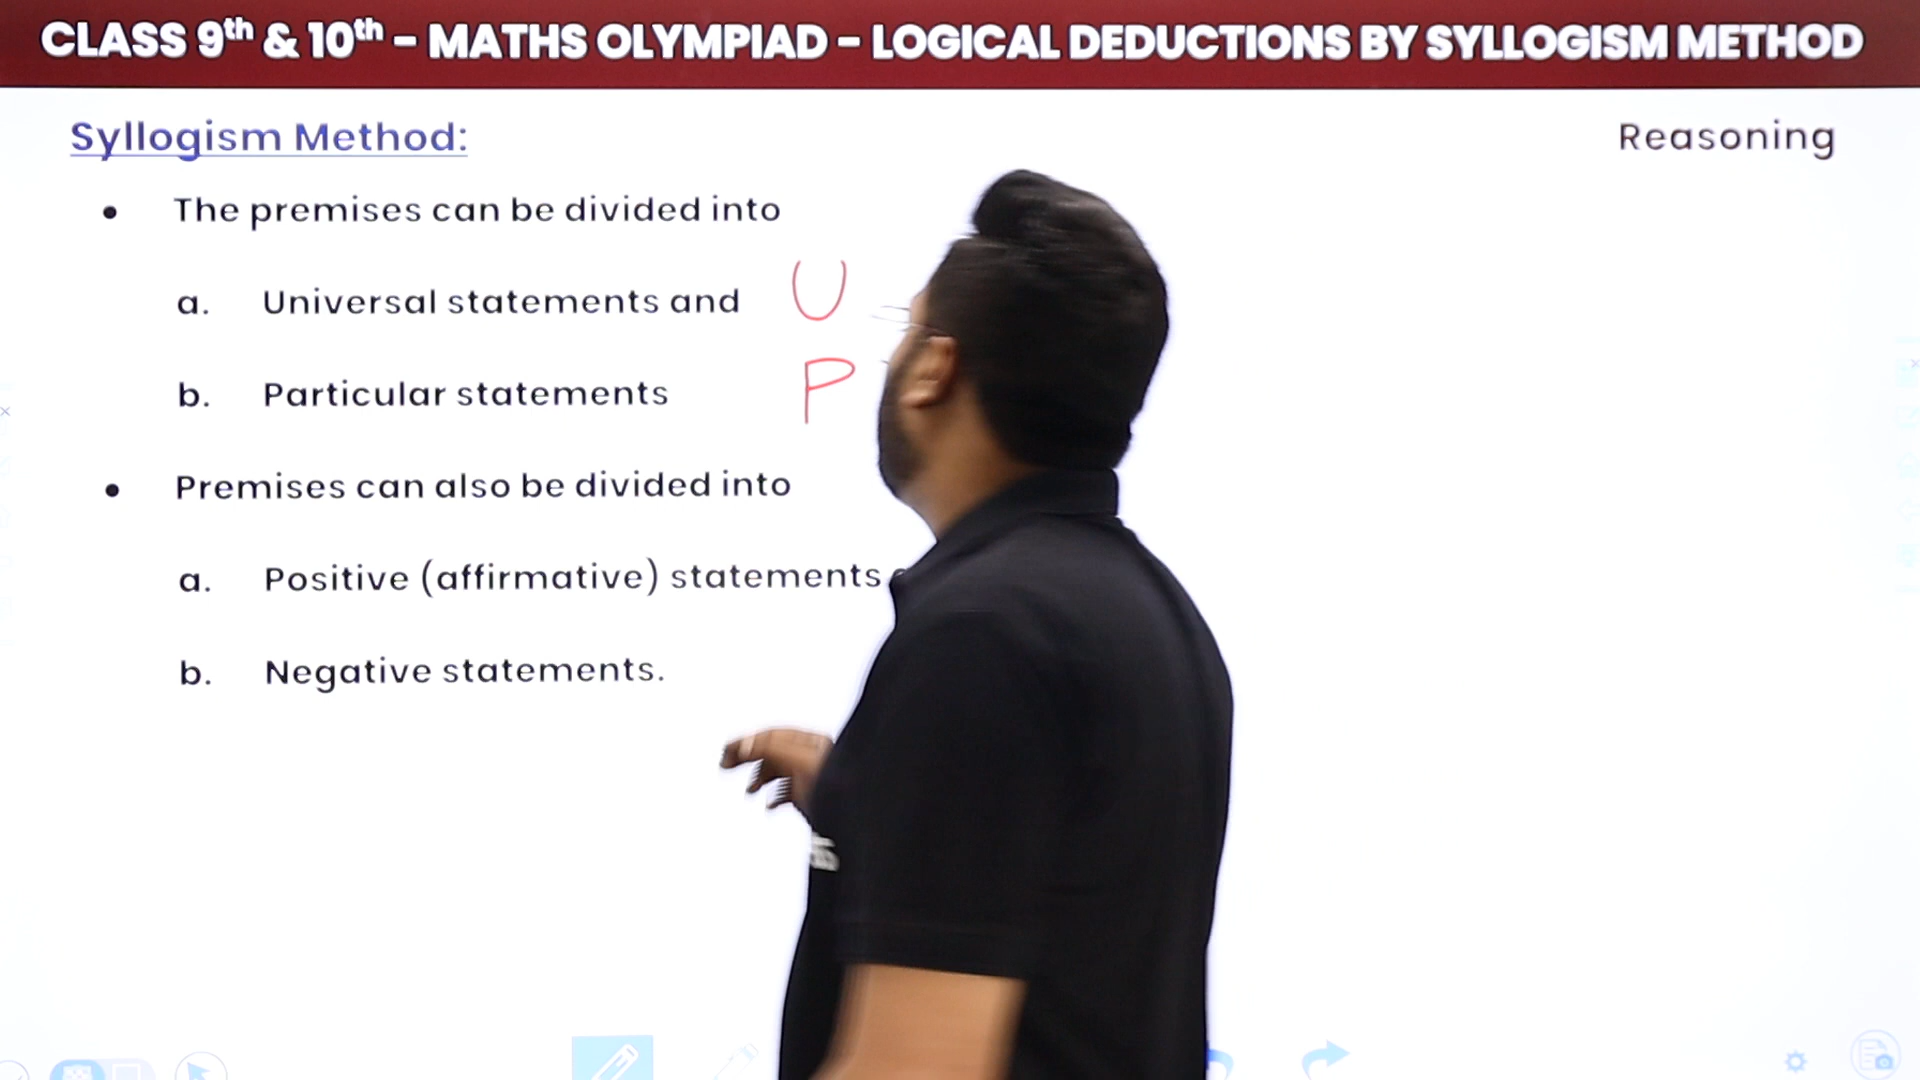 CLASS 9th & 10th - MATHS OLYMPIAD - LOGICAL DEDUCTIONS BY SYLLOGISM METHOD
Syllogism Method:
Reasoning
• The premises can be divided into
a. Universal statements and U
b. Particular statements P
• Premises can also be divided into
a. Positive (affirmative) statements
b. Negative statements.